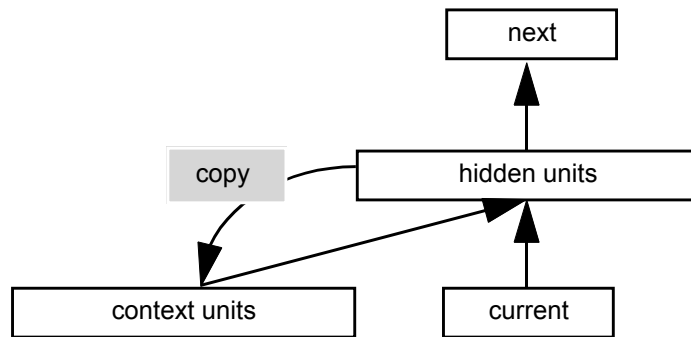 next
copy
hidden units
context units
current